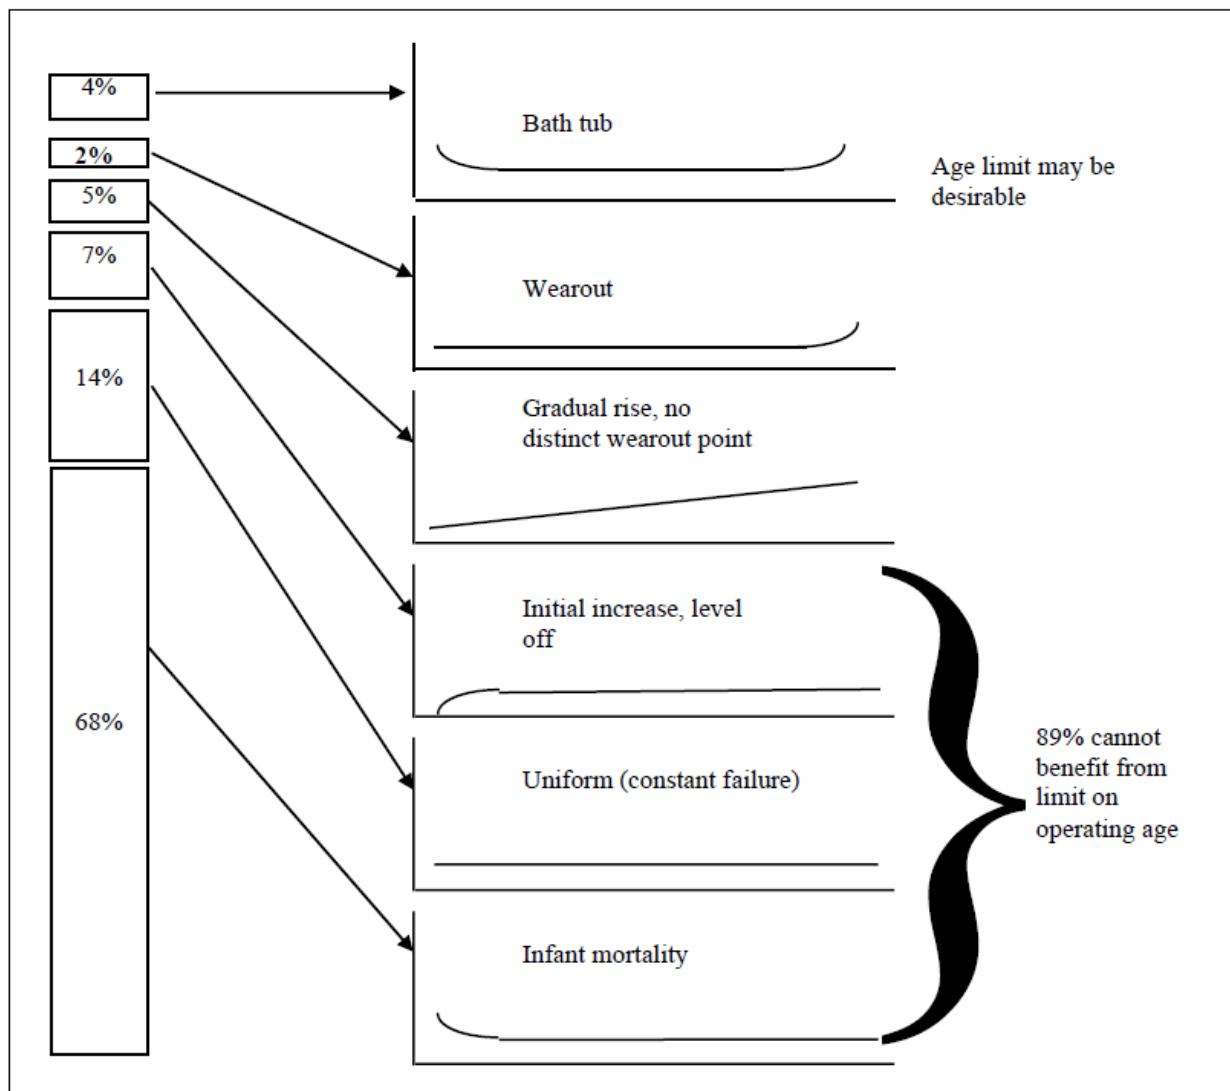 4%
2%
5%
7%
14%
68%
Bath tub
Age limit may be
desirable
Wearout
Gradual rise, no
distinct wearout point
Initial increase, level
off
Uniform (constant failure)
Infant mortality
89% cannot
benefit from
limit on
operating age